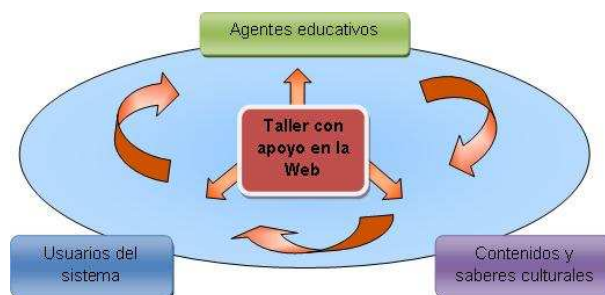 Agentes educativos
Taller con
apoyo en la
Web
Usuarios del
sistema
Contenidos y
saberes culturales